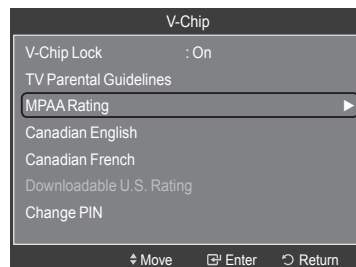 V-Chip
V-Chip Lock : On
TV Parental Guidelines
MPAA Rating
Canadian English
Canadian French
Downloadable U.S. Rating
Change PIN
Move Enter Return